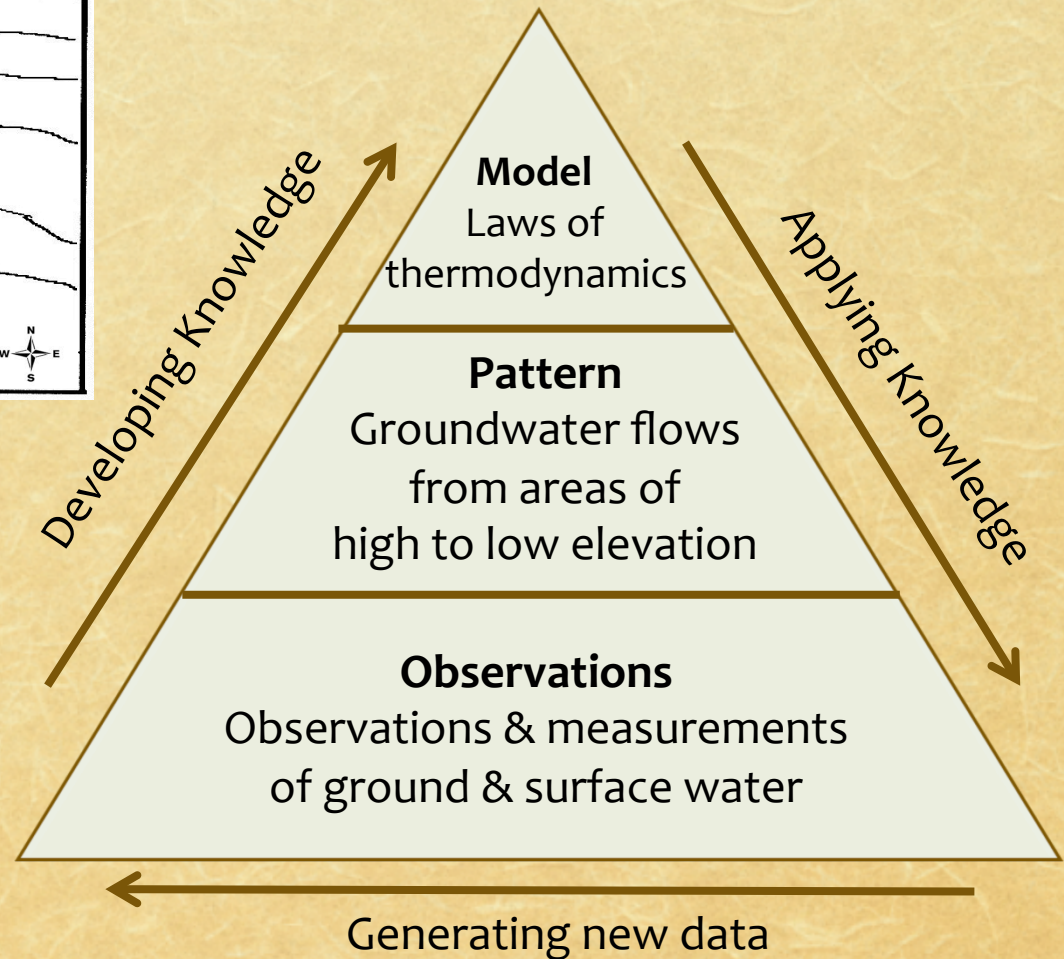 N
W E
S
Developing Knowledge
Applying Knowledge
Model
Laws of
thermodynamics
Pattern
Groundwater flows
from areas of
high to low elevation
Observations
Observations & measurements
of ground & surface water
Generating new data